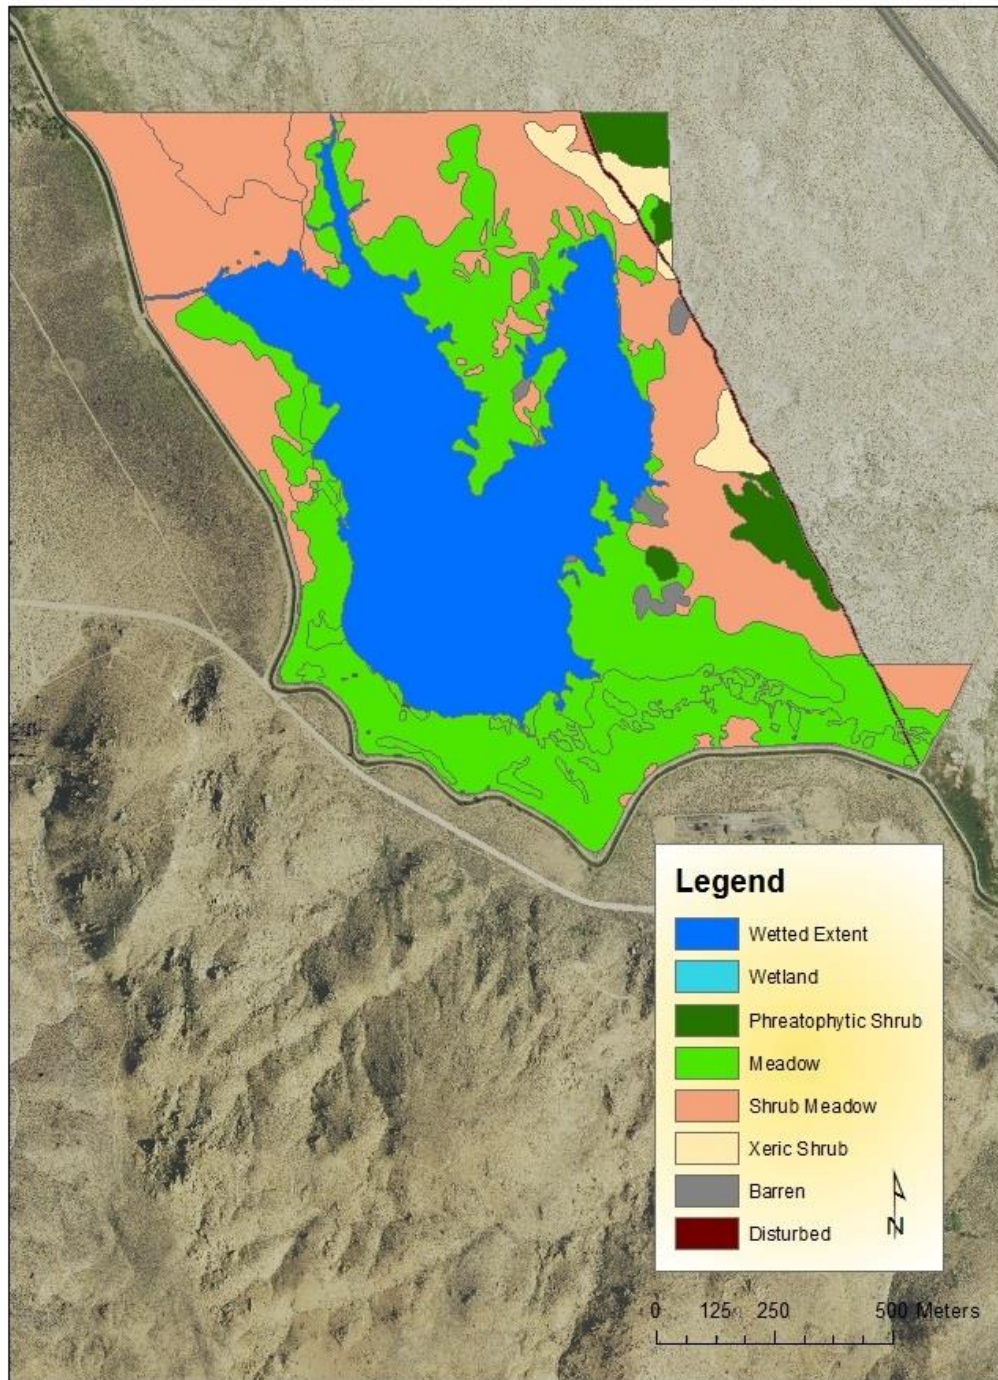 Legend
Wetted Extent
Wetland
Phreatophytic Shrub
Meadow
Shrub Meadow
Xeric Shrub
Barren
Disturbed
N
0 125 250 500 Meters